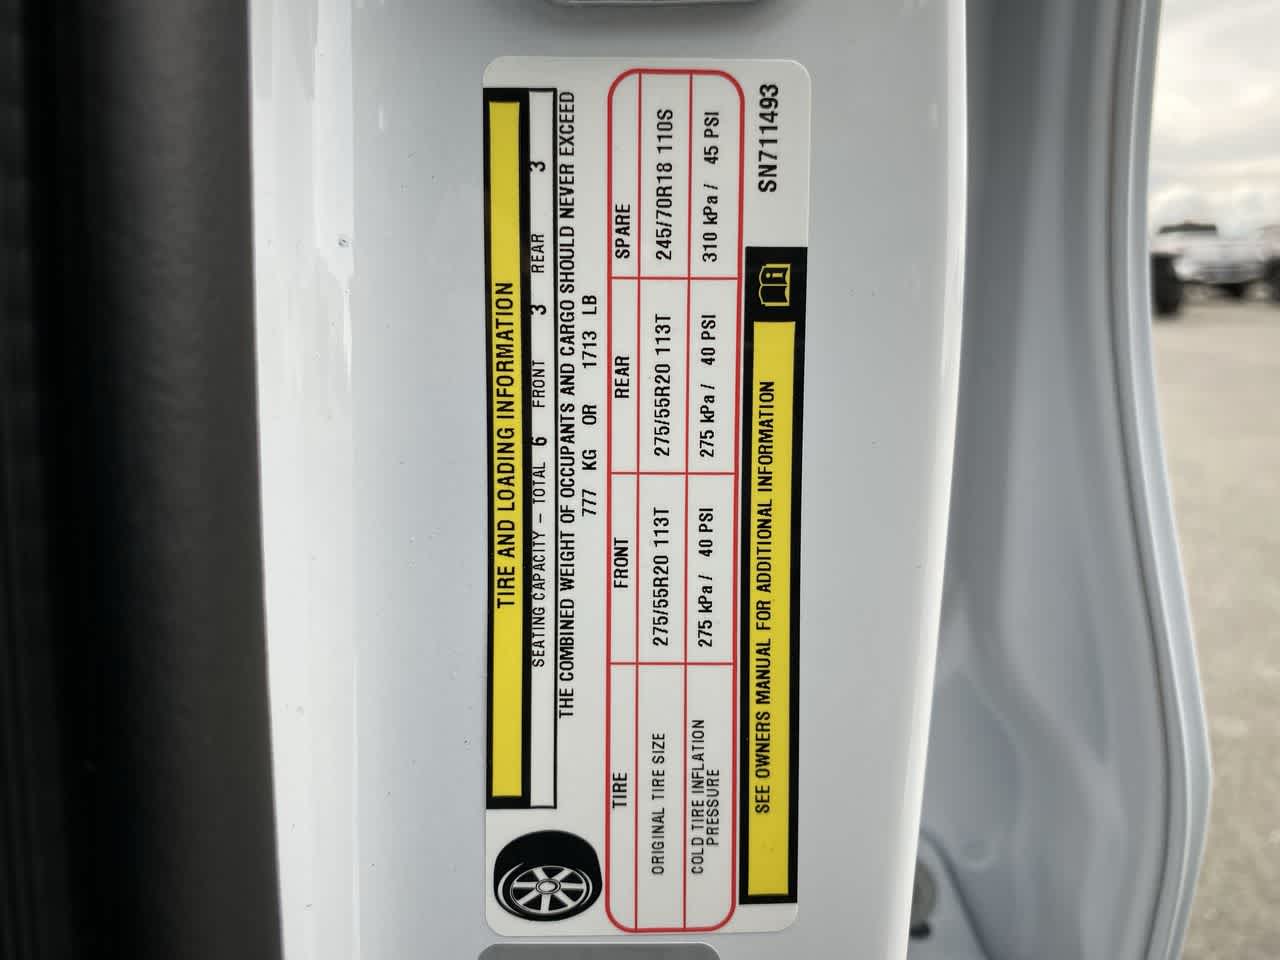 TIRE AND LOADING INFORMATION
SEATING CAPACITY – TOTAL 6 FRONT 3 REAR 3
THE COMBINED WEIGHT OF OCCUPANTS AND CARGO SHOULD NEVER EXCEED
777 KG OR 1713 LB
TIRE FRONT REAR SPARE
ORIGINAL TIRE SIZE 275/55R20 113T 275/55R20 113T 245/70R18 110S
COLD TIRE INFLATION
PRESSURE 275 kPa / 40 PSI 275 kPa / 40 PSI 310 kPa / 45 PSI
SEE OWNERS MANUAL FOR ADDITIONAL INFORMATION
SN711493